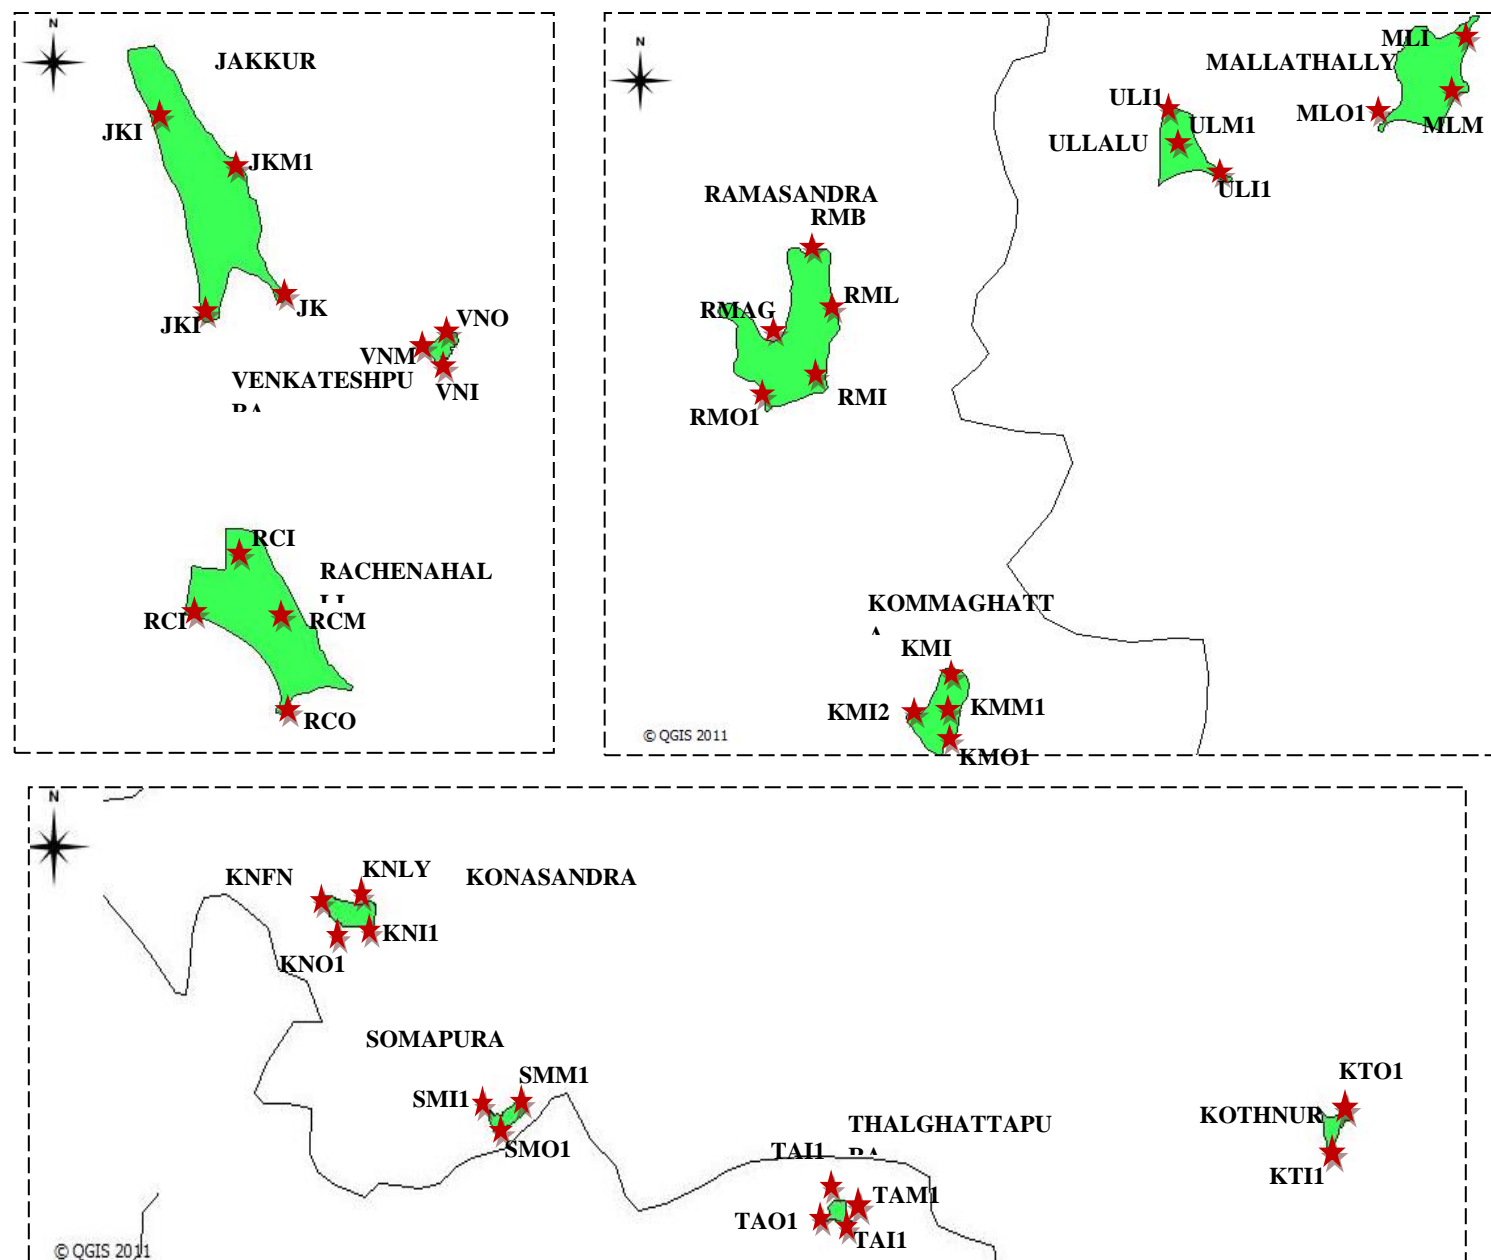 N
JAKKUR
JKI
JKM1
JKI
JK
VNO
VNM
VENKATESHPU
VNI
RCI
RACHENAHAL
RCI
RCM
RCO
N
MLI
MALLATHALLY
ULI1
MLO1
ULM1
MLM
ULLALU
ULI1
RAMASANDRA
RMB
RML
RMAG
RMI
RMO1
KOMMAGHATT
KMI
KMI2
KMM1
© QGIS 2011
KMO1
N
KNLY
KNFN
KONASANDRA
KNI1
KNO1
SOMAPURA
SMM1
SMI1
SMO1
KTO1
KOTHNUR
THALGHATTAPU
TAI1
KTI1
TAM1
TAO1
TAI1
© QGIS 2011